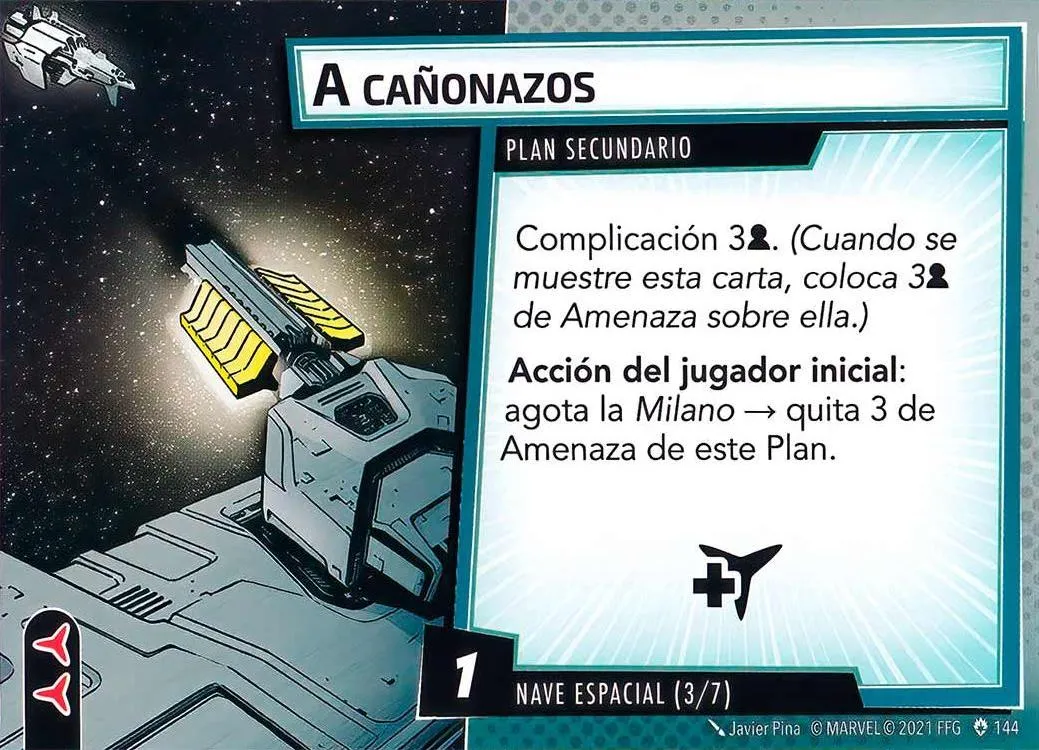 A CAÑONAZOS
PLAN SECUNDARIO
Complicación 3. (Cuando se
muestre esta carta, coloca 3
de Amenaza sobre ella.)
Acción del jugador inicial:
agota la Milano → quita 3 de
Amenaza de este Plan.
1
NAVE ESPACIAL (3/7)
Javier Pina © MARVEL © 2021 FFG 144